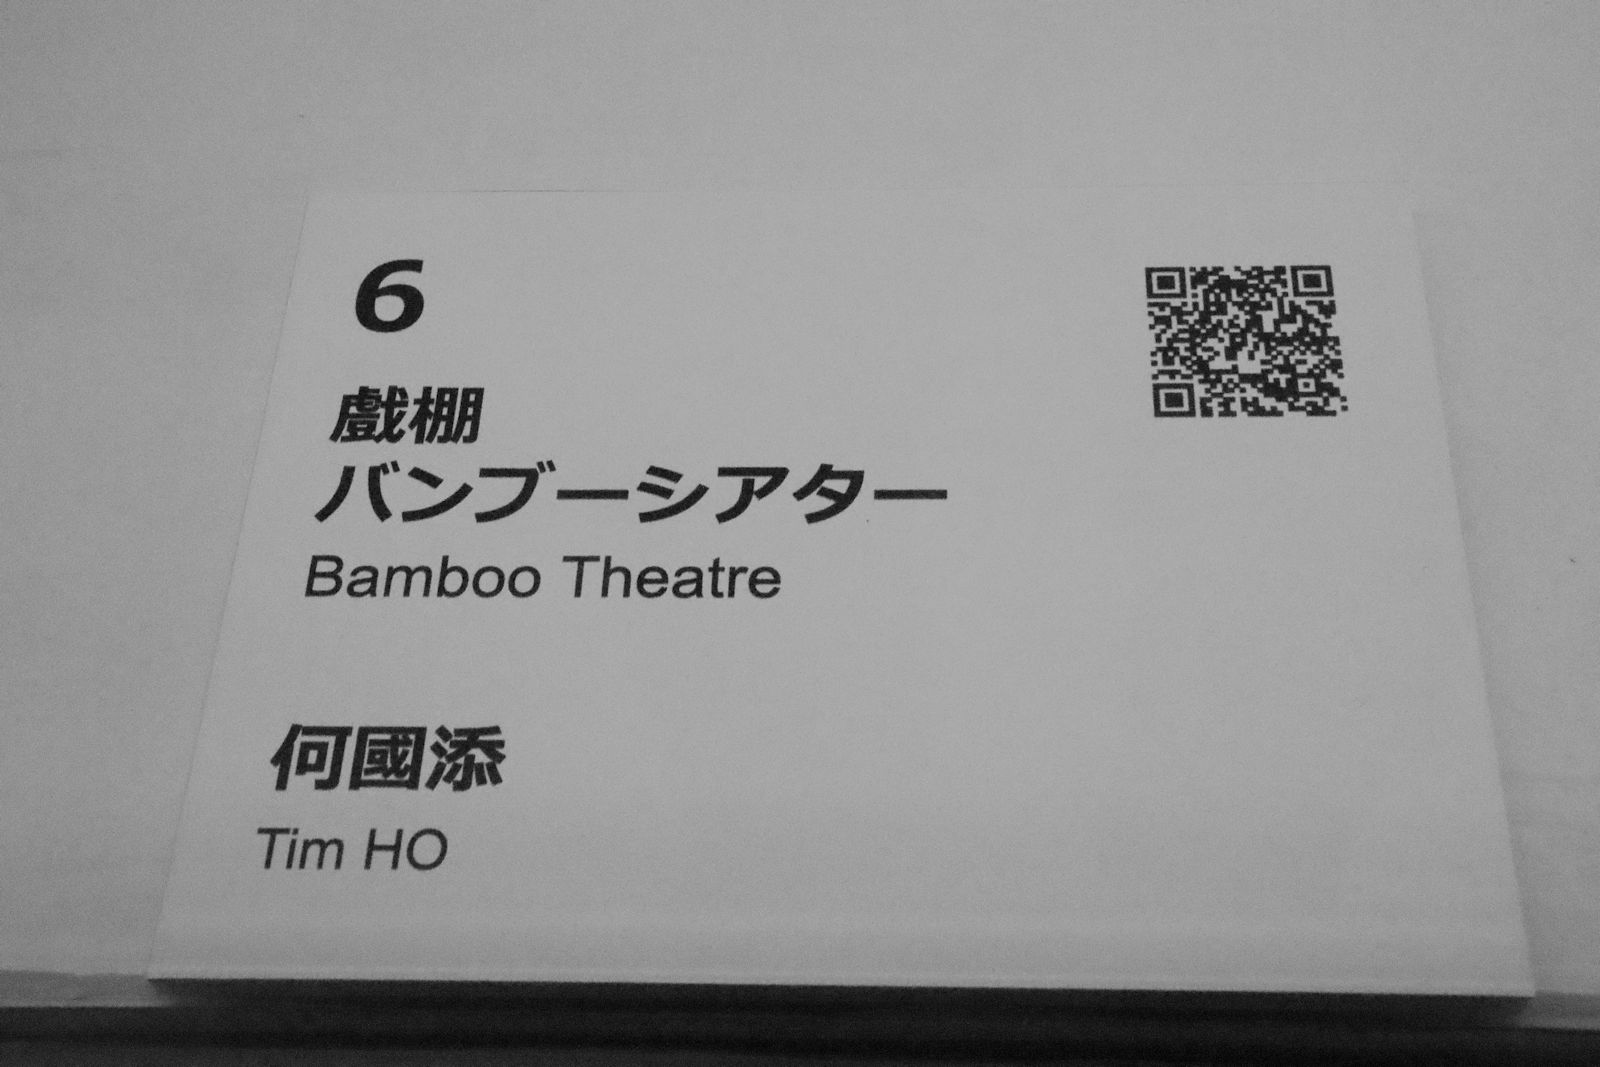 6
戲棚
バンブーシアター
Bamboo Theatre
何國添
Tim HO